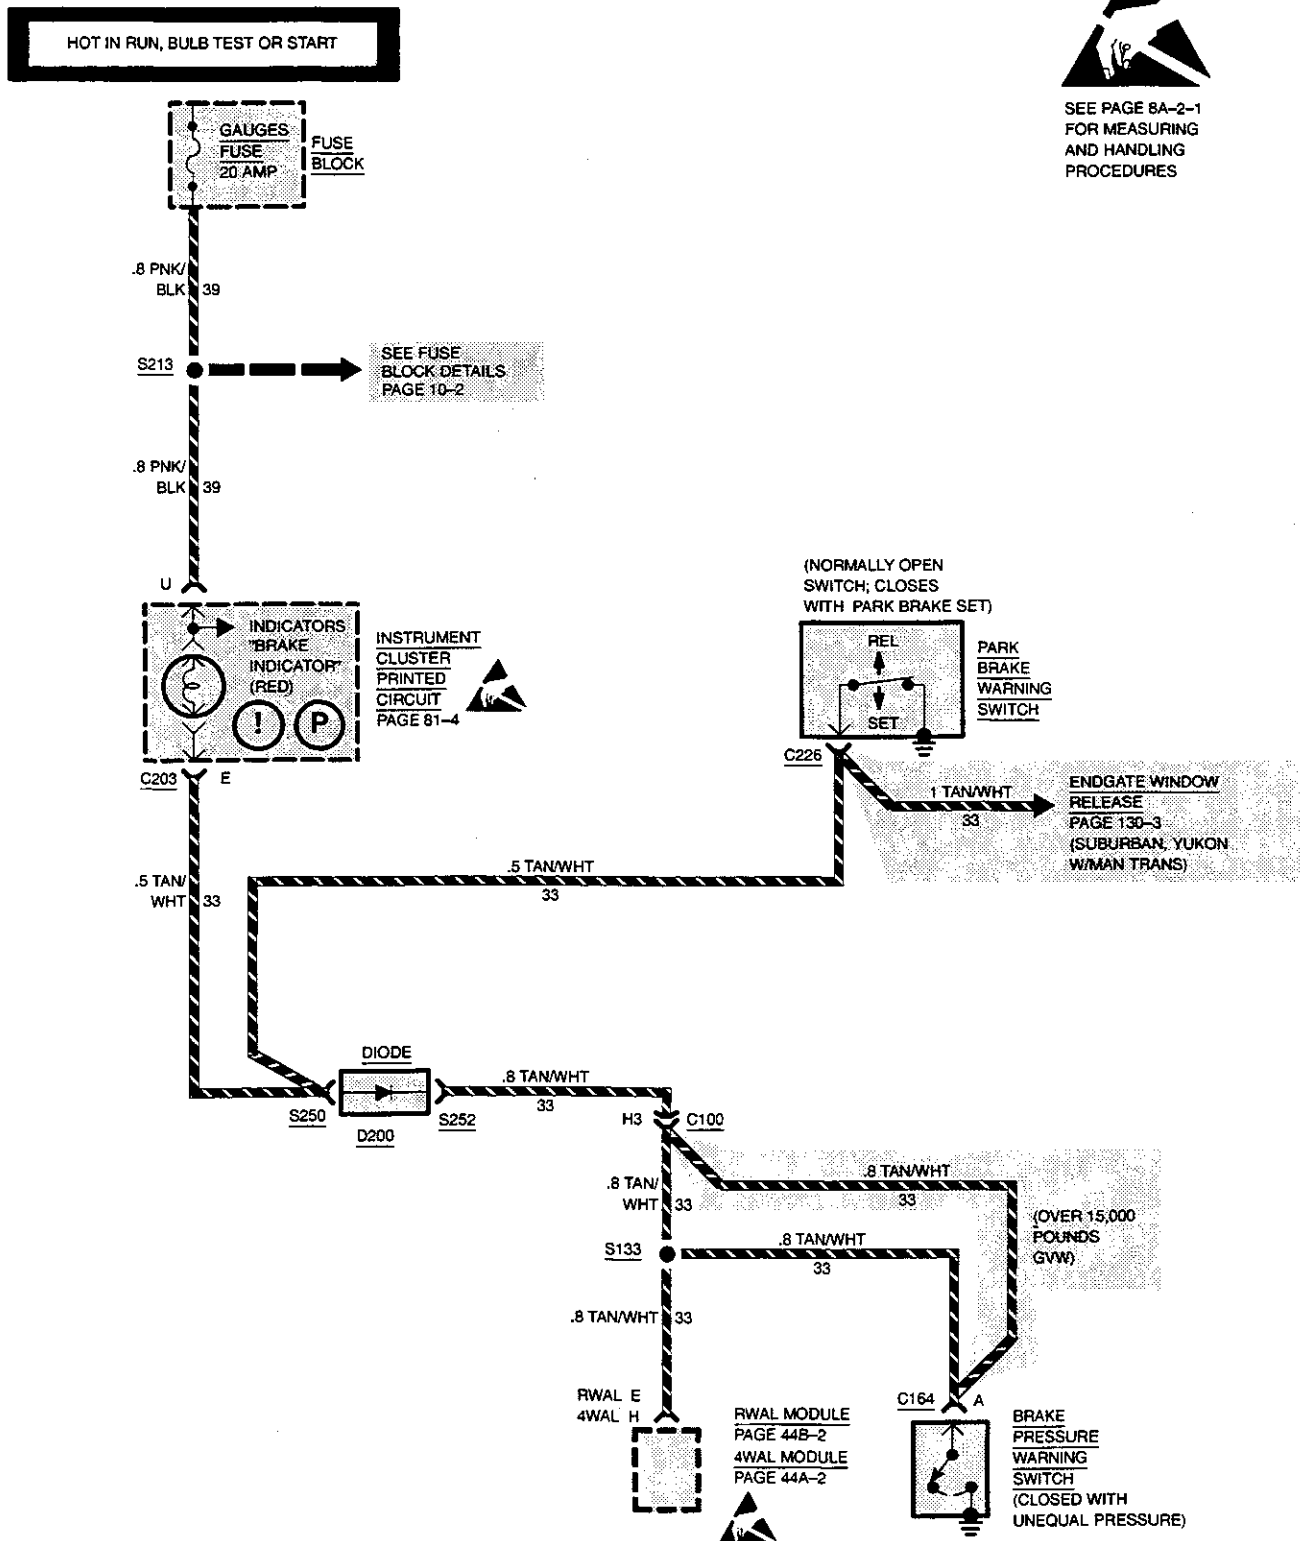 HOT IN RUN, BULB TEST OR START
SEE PAGE 8A-2-1
FOR MEASURING
AND HANDLING
PROCEDURES
GAUGES
FUSE
20 AMP
FUSE
BLOCK
.8 PNK/
BLK
39
S213
SEE FUSE
BLOCK DETAILS
PAGE 10-2
.8 PNK/
BLK
39
U
INDICATORS
"BRAKE
INDICATOR"
(RED)
!
P
INSTRUMENT
CLUSTER
PRINTED
CIRCUIT
PAGE 81-4
C203
E
(NORMALLY OPEN
SWITCH; CLOSES
WITH PARK BRAKE SET)
REL
SET
PARK
BRAKE
WARNING
SWITCH
C226
1 TAN/WHT
33
ENDGATE WINDOW
RELEASE
PAGE 130-3
(SUBURBAN, YUKON
W/MAN TRANS)
.5 TAN/
WHT
33
.5 TAN/WHT
33
DIODE
S250
D200
S252
.8 TAN/WHT
33
H3
C100
.8 TAN/
WHT
33
.8 TAN/WHT
33
(OVER 15,000
POUNDS
GVW)
S133
.8 TAN/WHT
33
.8 TAN/WHT
33
RWAL E
4WAL H
RWAL MODULE
PAGE 44B-2
4WAL MODULE
PAGE 44A-2
C164
A
BRAKE
PRESSURE
WARNING
SWITCH
(CLOSED WITH
UNEQUAL PRESSURE)